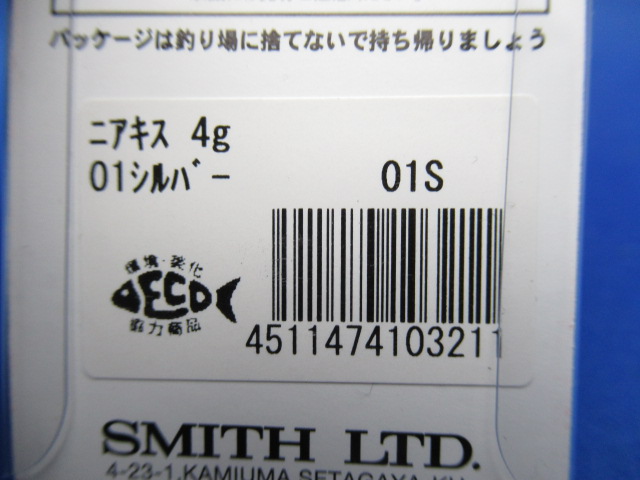 パッケージは釣り場に捨てないで持ち帰りましょう
ﾆｱｷｽ 4g
01ｼﾙﾊﾞｰ 01S
環境・美化
ECO
協力商品
4511474103211
SMITH LTD.
4-23-1,KAMIUMA SETAGAYA-KU